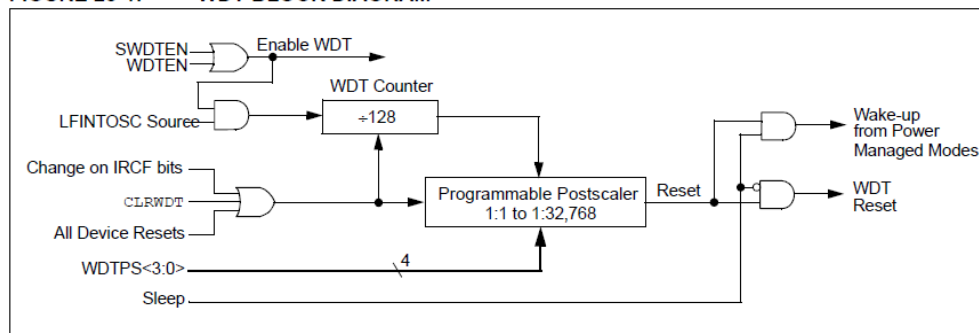 SWDTEN
WDTEN
Enable WDT
WDT Counter
LFINTOSC Source
÷128
Wake-up
from Power
Managed Modes
Change on IRCF bits
CLRWDT
All Device Resets
Programmable Postscaler
1:1 to 1:32,768
Reset
WDT
Reset
WDTPS<3:0>
4
Sleep